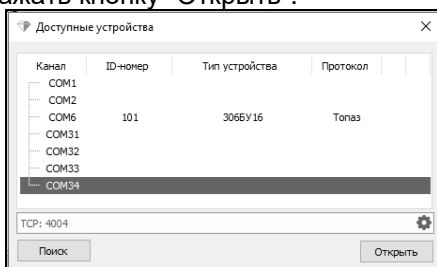 жать кнопку "Открыть".
Доступные устройства
Канал ID-номер Тип устройства Протокол
COM1
COM2
COM6 101 306БУ16 Топаз
COM31
COM32
COM33
COM34
TCP: 4004
Поиск Открыть